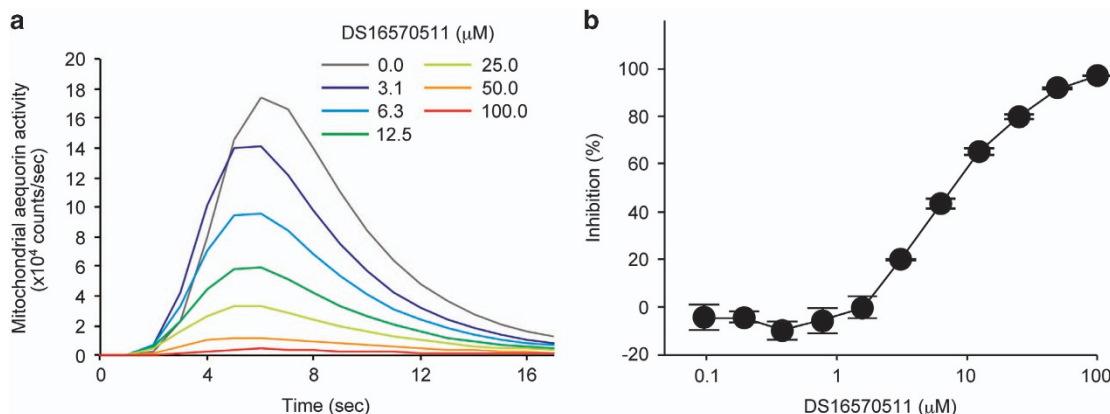 a
DS16570511 (μM)
0.0
25.0
3.1
50.0
6.3
100.0
12.5
20
18
16
14
12
10
8
6
4
2
0
Mitochondrial aequorin activity
(x10⁴ counts/sec)
0 4 8 12 16
Time (sec)
b
100
80
60
40
20
0
-20
Inhibition (%)
0.1 1 10 100
DS16570511 (μM)